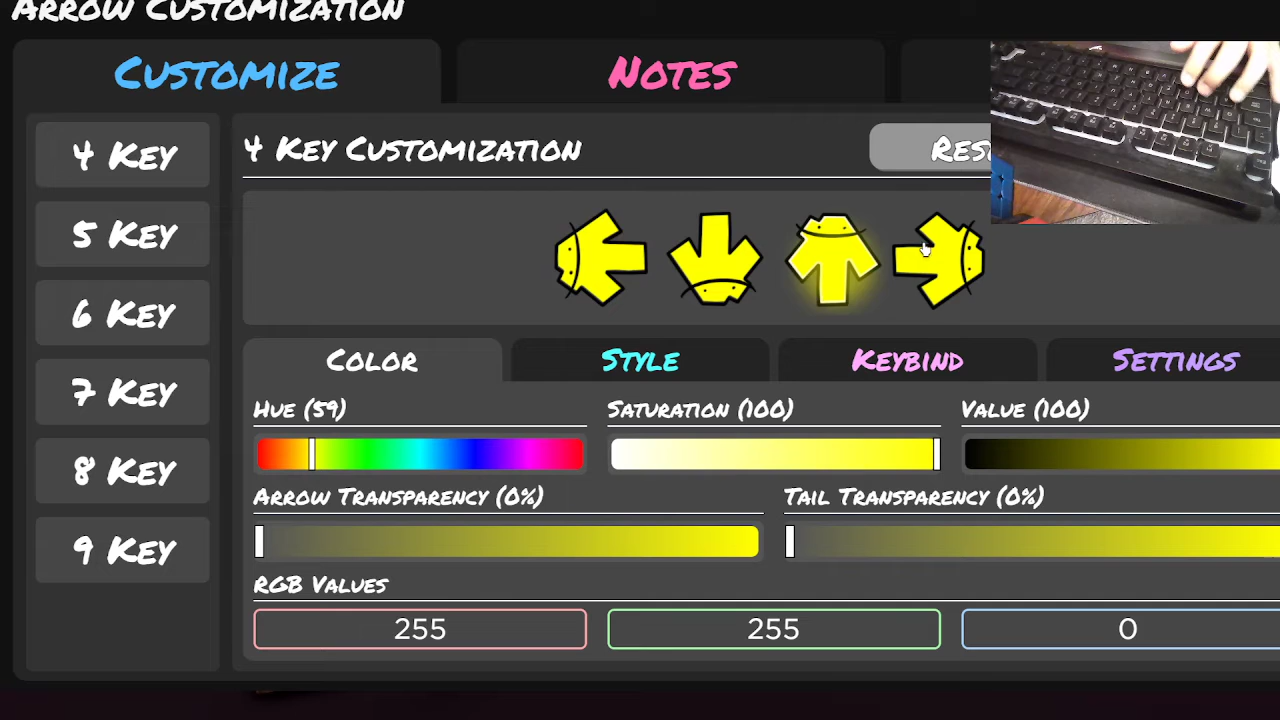 Arrow Customization
Customize
Notes
4 Key
5 Key
6 Key
7 Key
8 Key
9 Key
4 Key Customization
Color
Style
Keybind
Settings
Hue (59)
Saturation (100)
Value (100)
Arrow Transparency (0%)
Tail Transparency (0%)
RGB Values
255
255
0